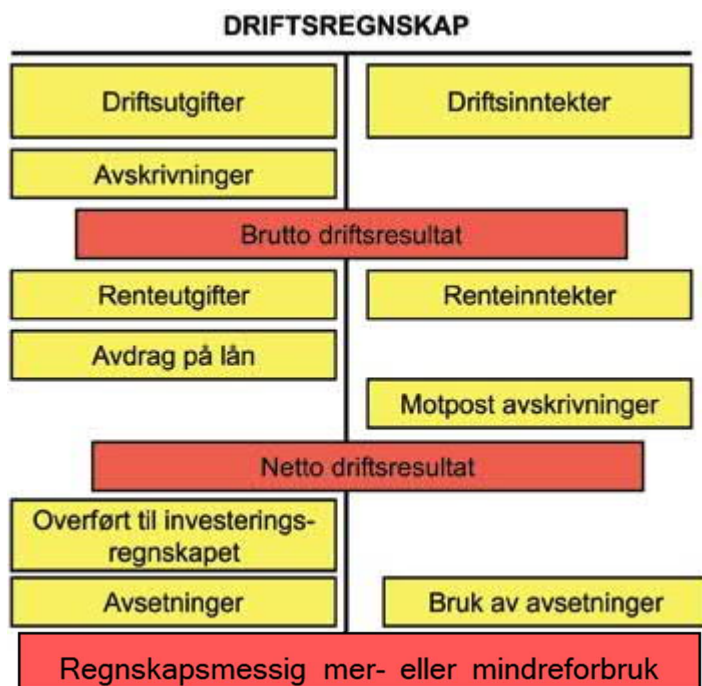 DRIFTSREGNSKAP
Driftsutgifter
Driftsinntekter
Avskrivninger
Brutto driftsresultat
Renteutgifter
Renteinntekter
Avdrag på lån
Motpost avskrivninger
Netto driftsresultat
Overført til investerings-
regnskapet
Avsetninger
Bruk av avsetninger
Regnskapsmessig mer- eller mindreforbruk